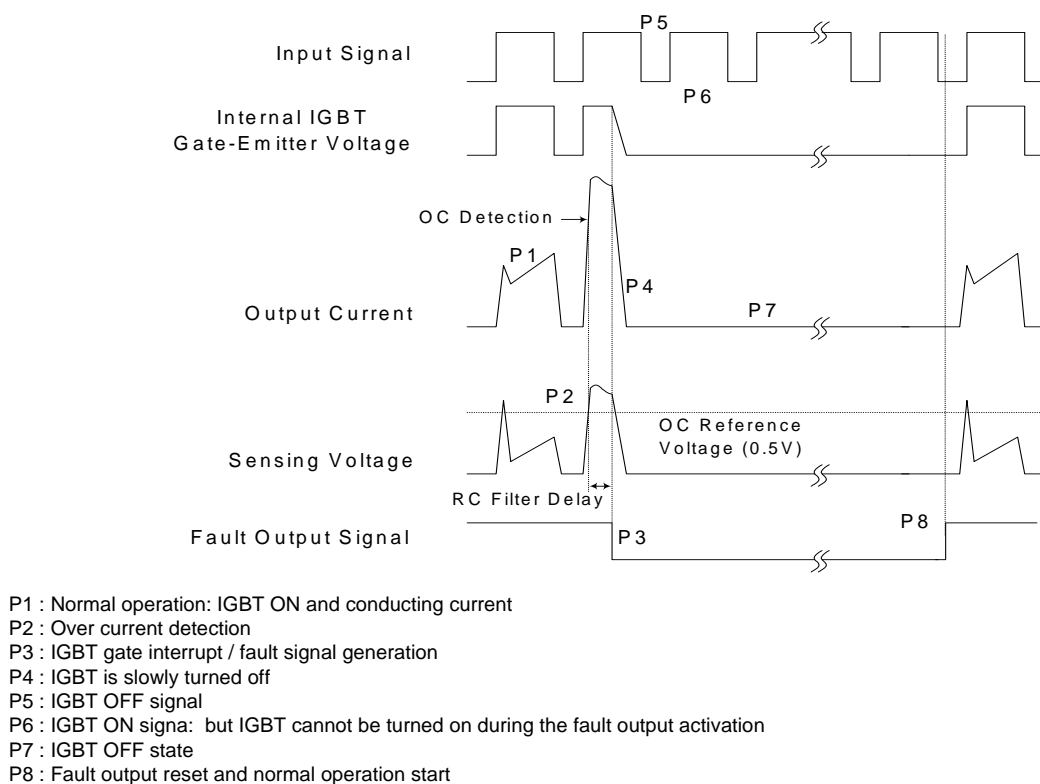 P5
Input Signal
P6
Internal IGBT
Gate-Emitter Voltage
OC Detection
P1
P4
Output Current
P7
P2
OC Reference
Voltage (0.5V)
Sensing Voltage
RC Filter Delay
P8
Fault Output Signal
P3
P1 : Normal operation: IGBT ON and conducting current
P2 : Over current detection
P3 : IGBT gate interrupt / fault signal generation
P4 : IGBT is slowly turned off
P5 : IGBT OFF signal
P6 : IGBT ON signa: but IGBT cannot be turned on during the fault output activation
P7 : IGBT OFF state
P8 : Fault output reset and normal operation start